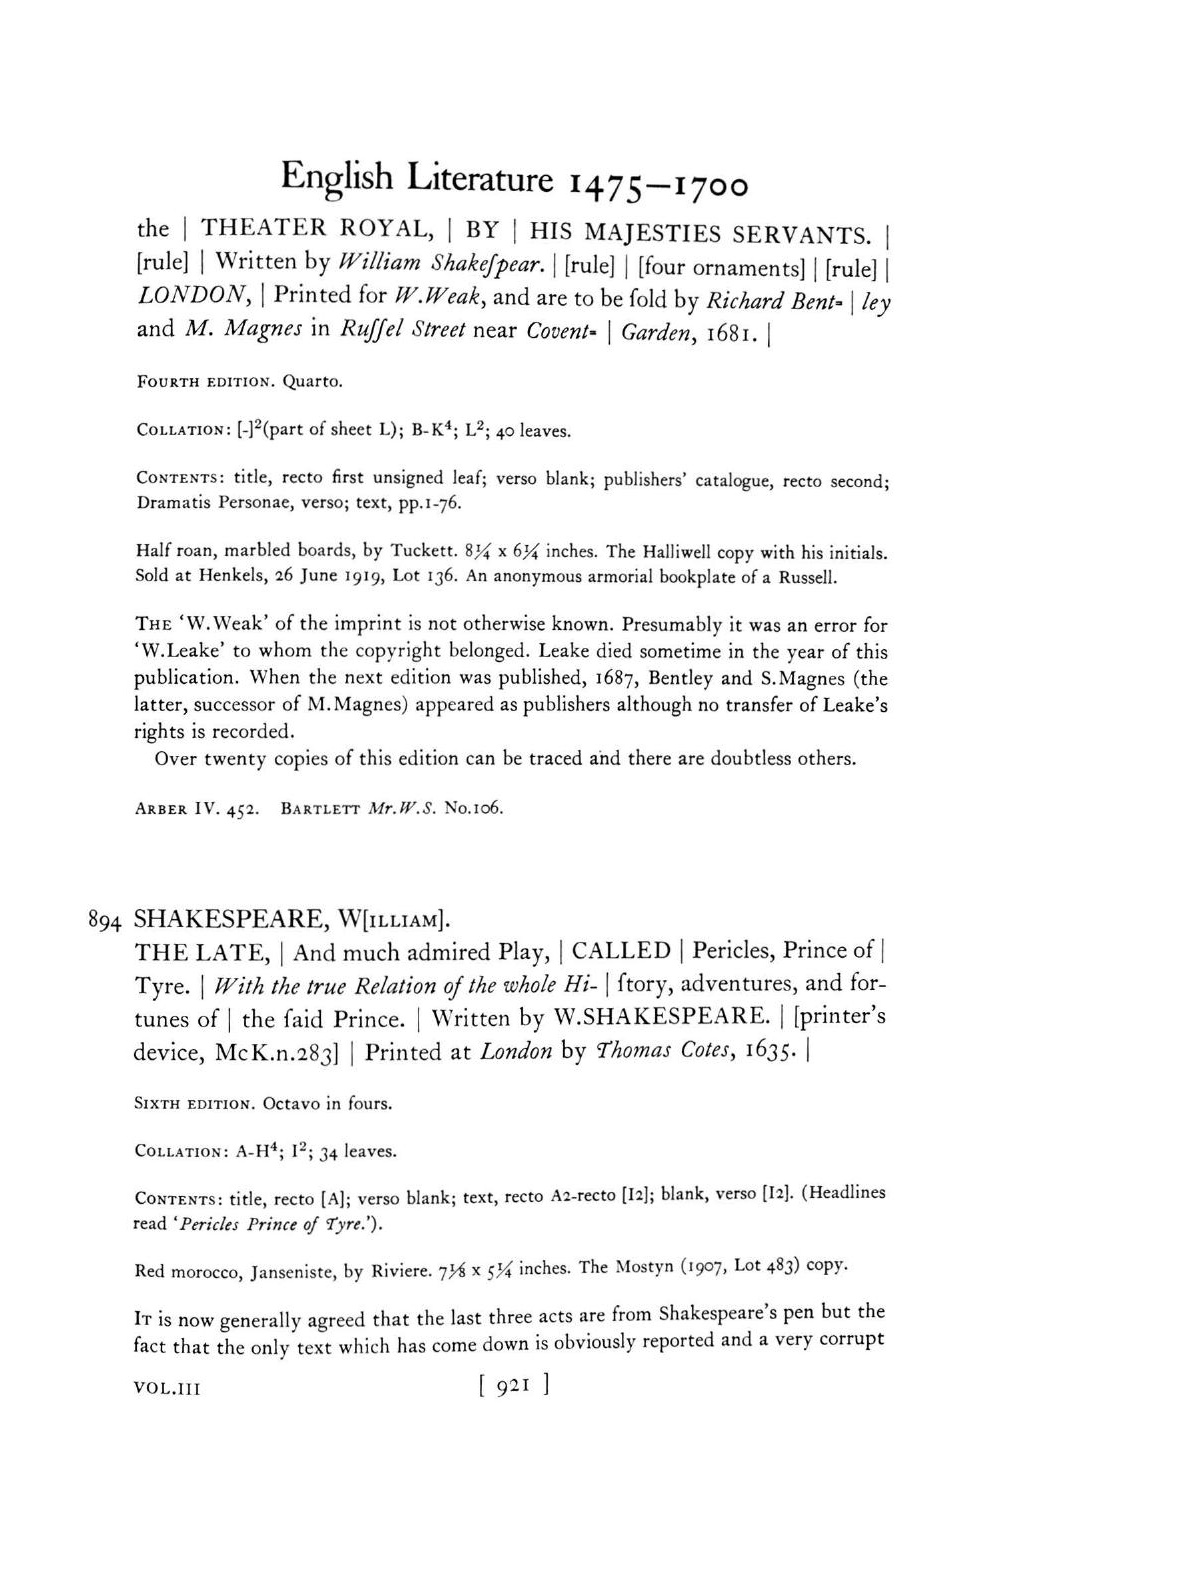 English Literature 1475—1700
the | THEATER ROYAL, | BY | HIS MAJESTIES SERVANTS. |
[rule] | Written by William Shakeſpear. | [rule] | [four ornaments] | [rule] |
LONDON, | Printed for W.Weak, and are to be ſold by Richard Bent- | ley
and M. Magnes in Ruſſel Street near Covent- | Garden, 1681. |
FOURTH EDITION. Quarto.
COLLATION: [-]²(part of sheet L); B-K⁴; L²; 40 leaves.
CONTENTS: title, recto first unsigned leaf; verso blank; publishers' catalogue, recto second;
Dramatis Personae, verso; text, pp.1-76.
Half roan, marbled boards, by Tuckett. 8¼ x 6¼ inches. The Halliwell copy with his initials.
Sold at Henkels, 26 June 1919, Lot 136. An anonymous armorial bookplate of a Russell.
THE 'W.Weak' of the imprint is not otherwise known. Presumably it was an error for
'W.Leake' to whom the copyright belonged. Leake died sometime in the year of this
publication. When the next edition was published, 1687, Bentley and S.Magnes (the
latter, successor of M.Magnes) appeared as publishers although no transfer of Leake's
rights is recorded.
Over twenty copies of this edition can be traced and there are doubtless others.
ARBER IV. 452. BARTLETT Mr.W.S. No.106.
894 SHAKESPEARE, W[ILLIAM].
THE LATE, | And much admired Play, | CALLED | Pericles, Prince of |
Tyre. | With the true Relation of the whole Hi- | ſtory, adventures, and for-
tunes of | the ſaid Prince. | Written by W.SHAKESPEARE. | [printer's
device, McK.n.283] | Printed at London by Thomas Cotes, 1635. |
SIXTH EDITION. Octavo in fours.
COLLATION: A-H⁴; I²; 34 leaves.
CONTENTS: title, recto [A]; verso blank; text, recto A2-recto [I2]; blank, verso [I2]. (Headlines
read 'Pericles Prince of Tyre.').
Red morocco, Janseniste, by Riviere. 7⅛ x 5¼ inches. The Mostyn (1907, Lot 483) copy.
IT is now generally agreed that the last three acts are from Shakespeare's pen but the
fact that the only text which has come down is obviously reported and a very corrupt
VOL.III [ 921 ]